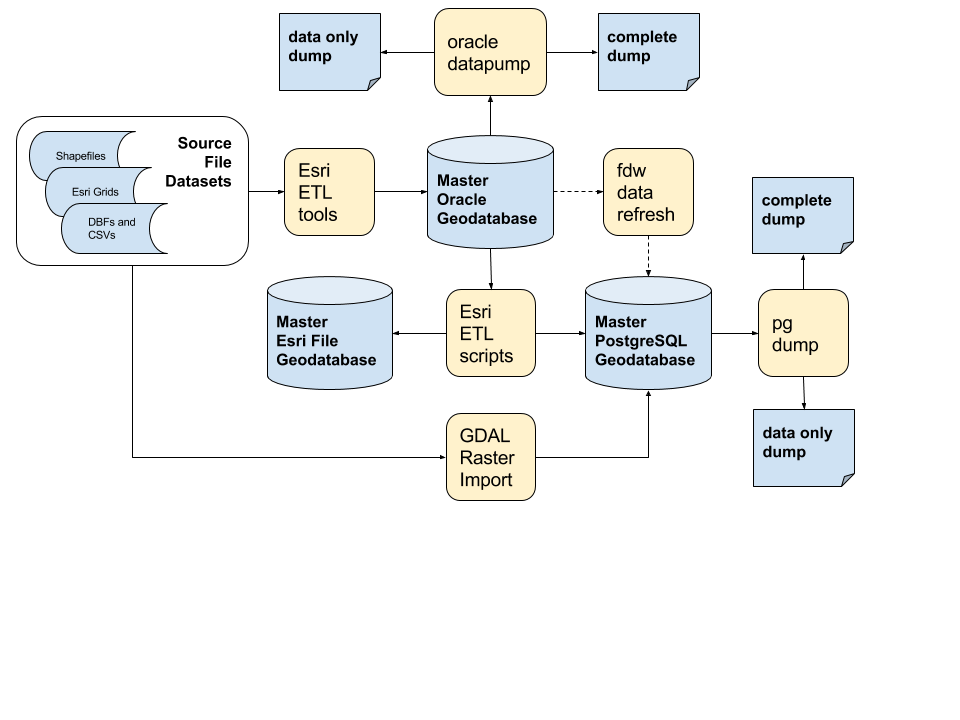 data only
dump
oracle
datapump
complete
dump
Source
File
Datasets
Shapefiles
Esri Grids
DBFs and
CSVs
Esri
ETL
tools
Master
Oracle
Geodatabase
fdw
data
refresh
complete
dump
Master
Esri File
Geodatabase
Esri
ETL
scripts
Master
PostgreSQL
Geodatabase
pg
dump
GDAL
Raster
Import
data only
dump